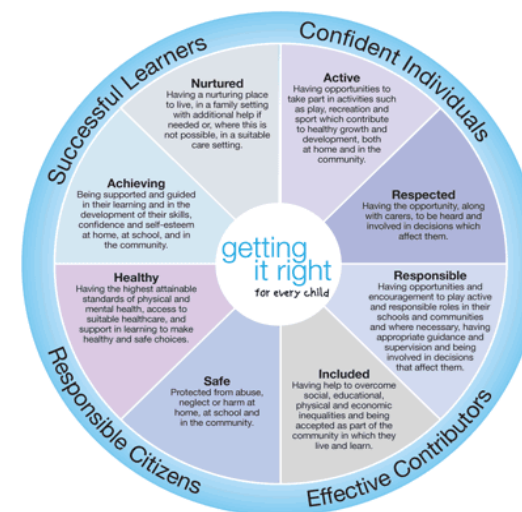 Successful Learners
Confident Individuals
Nurtured
Having a nurturing place
to live, in a family setting
with additional help if
needed or, where this is
not possible, in a suitable
care setting.
Active
Having opportunities to
take part in activities such
as play, recreation and
sport which contribute
to healthy growth and
development, both
at home and in the
community.
Achieving
Being supported and guided
in their learning and in
the development of their skills,
confidence and self-esteem
at home, at school, and in
the community.
Respected
Having the opportunity, along
with carers, to be heard and
involved in decisions which
affect them.
getting
it right
for every child
Healthy
Having the highest attainable
standards of physical and
mental health, access to
suitable healthcare, and
support in learning to make
healthy and safe choices.
Responsible
Having opportunities and
encouragement to play active
and responsible roles in their
schools and communities
and where necessary, having
appropriate guidance and
supervision and being
involved in decisions
that affect them.
Safe
Protected from abuse,
neglect or harm at
home, at school and
in the community.
Included
Having help to overcome
social, educational,
physical and economic
inequalities and being
accepted as part of the
community in which they
live and learn.
Responsible Citizens
Effective Contributors